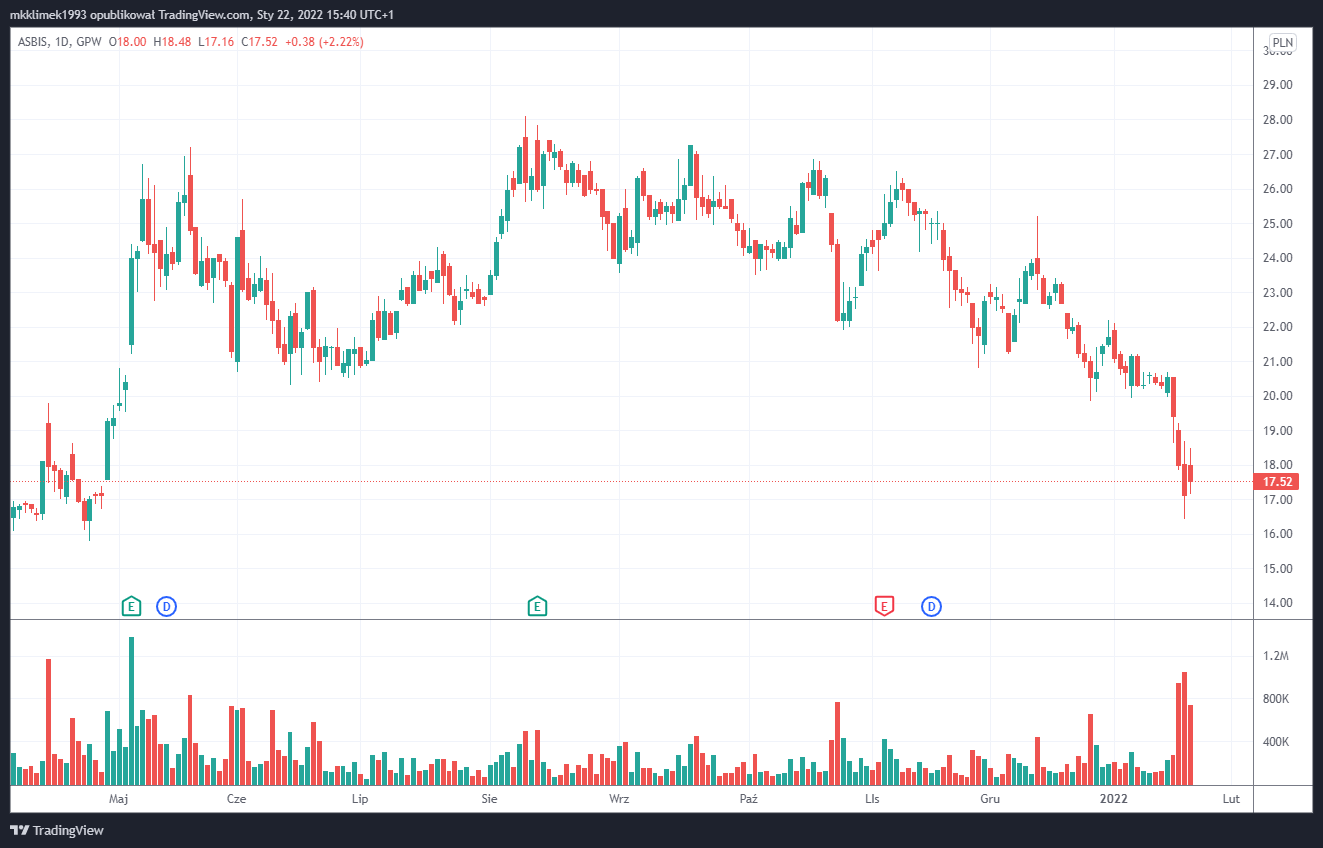 mkklimek1993 opublikował TradingView.com, Sty 22, 2022 15:40 UTC+1
ASBIS, 1D, GPW O18.00 H18.48 L17.16 C17.52 +0.38 (+2.22%)
PLN
30.00
29.00
28.00
27.00
26.00
25.00
24.00
23.00
22.00
21.00
20.00
19.00
18.00
17.52
17.00
16.00
15.00
14.00
E D E E D
1.2M
800K
400K
Maj Cze Lip Sie Wrz Paź LIs Gru 2022 Lut
TradingView